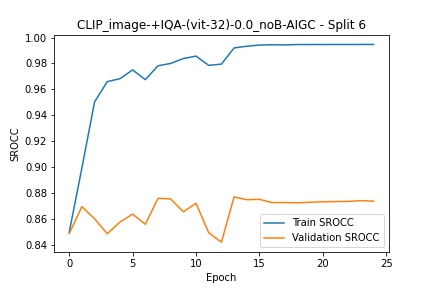 CLIP_image-+IQA-(vit-32)-0.0_noB-AIGC - Split 6
1.00
0.98
0.96
0.94
0.92
0.90
0.88
0.86
0.84
SROCC
Train SROCC
Validation SROCC
0 5 10 15 20 25
Epoch